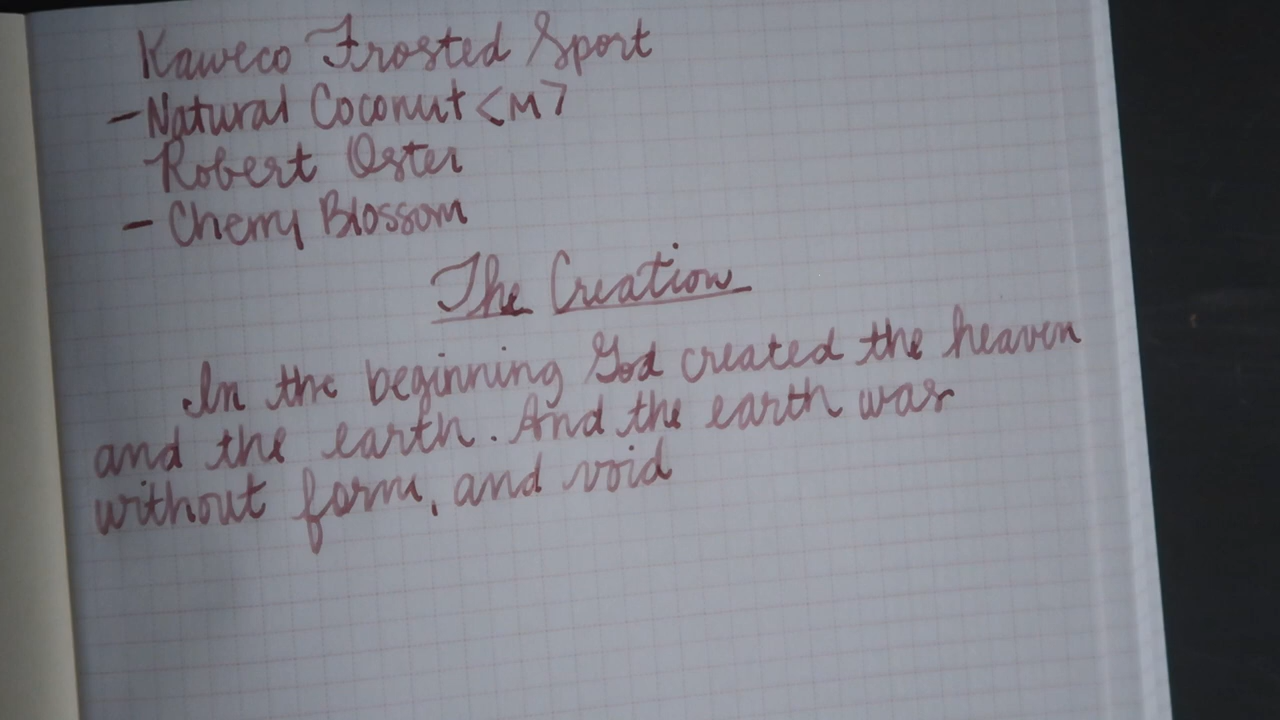 Kaweco Frosted Sport
- Natural Coconut <M>
Robert Oster
- Cherry Blossom
The Creation
In the beginning God created the heaven
and the earth. And the earth was
without form, and void